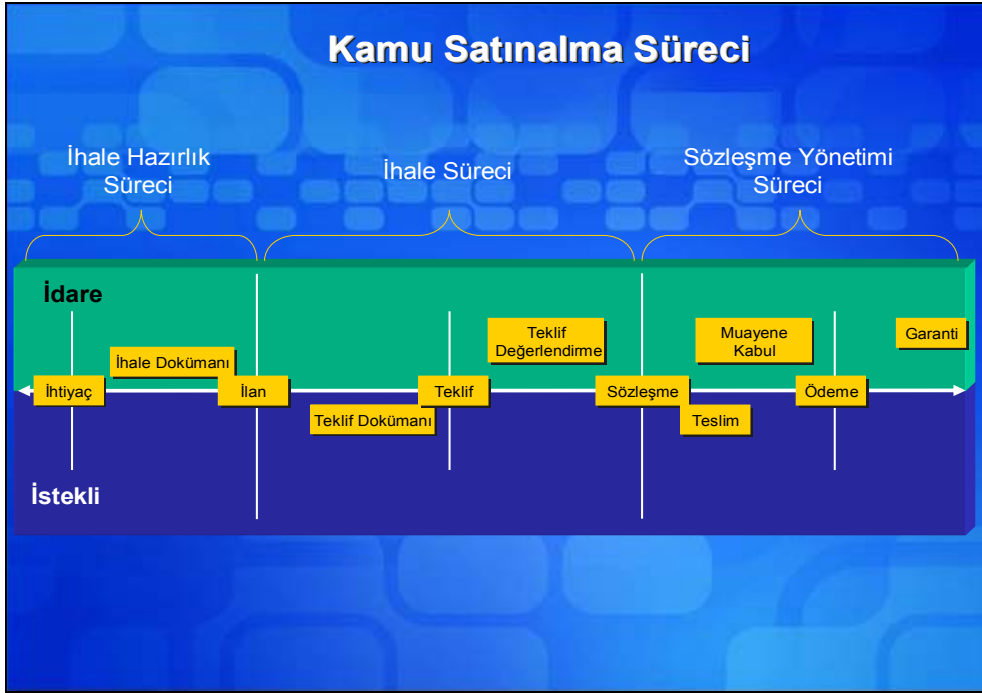 Kamu Satınalma Süreci
İhale Hazırlık
Süreci
İhale Süreci
Sözleşme Yönetimi
Süreci
İdare
Teklif
Değerlendirme
Muayene
Kabul
Garanti
İhale Dokümanı
İhtiyaç
İlan
Teklif
Sözleşme
Ödeme
Teklif Dokümanı
Teslim
İstekli